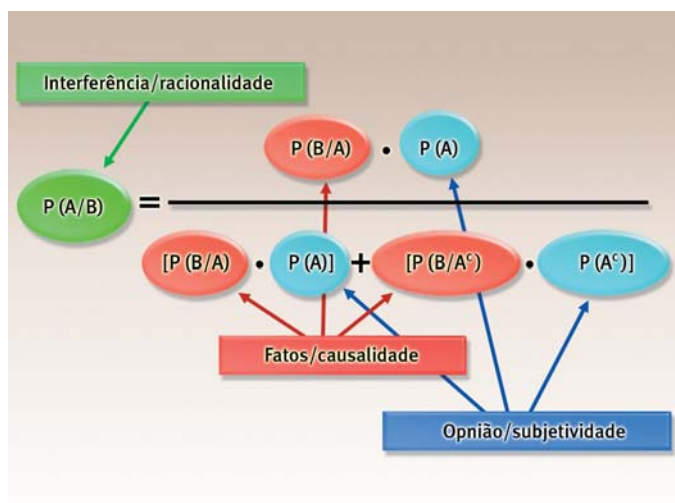 Interferência/racionalidade
P (B/A) • P (A)
P (A/B) =
[P (B/A) • P (A)] + [P (B/Aᶜ) • P (Aᶜ)]
Fatos/causalidade
Opnião/subjetividade